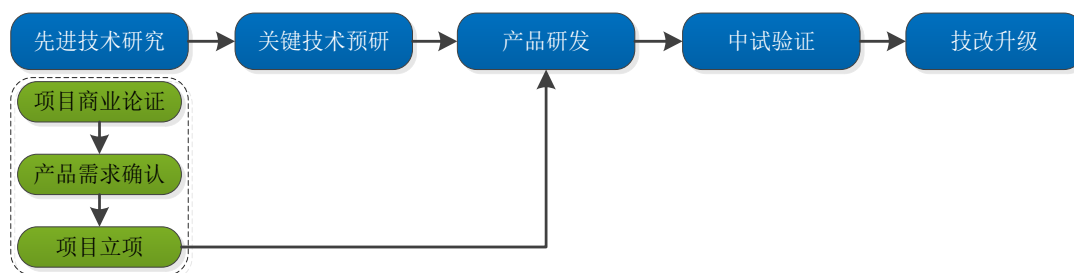 先进技术研究
关键技术预研
产品研发
中试验证
技改升级
项目商业论证
产品需求确认
项目立项